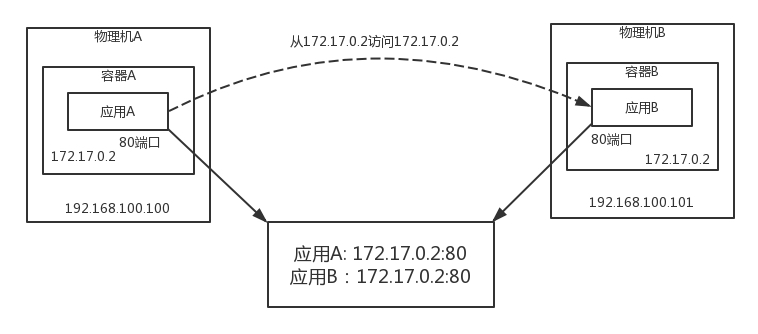 物理机A
容器A
应用A
80端口
172.17.0.2
192.168.100.100
从172.17.0.2访问172.17.0.2
物理机B
容器B
应用B
80端口
172.17.0.2
192.168.100.101
应用A: 172.17.0.2:80
应用B：172.17.0.2:80